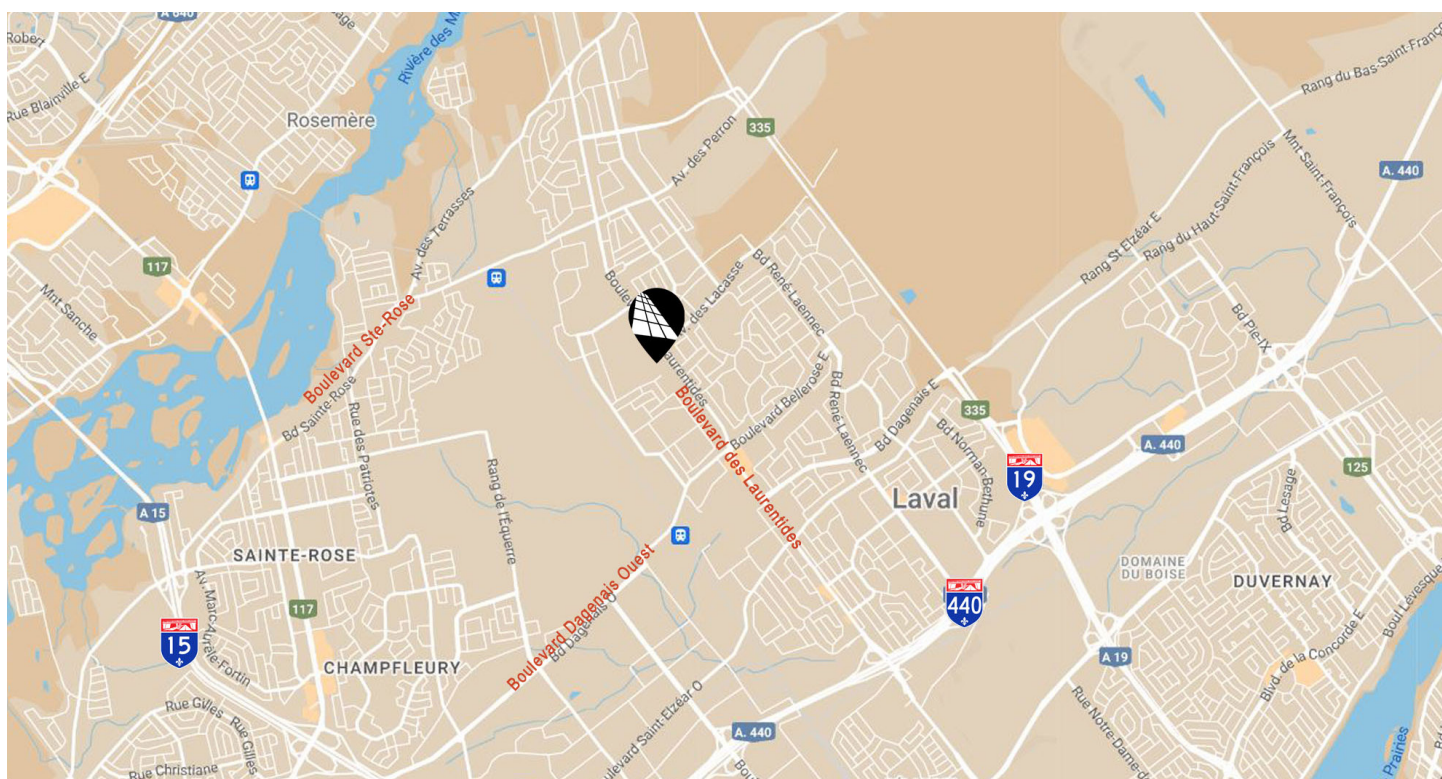 A 640
Robert
Rue Blainville E
Rosemère
335
Av. des Perron
Rang du Bas-Saint-François
Mnt Saint-François
A. 440
Rang du Haut-Saint-François
Rang St Elzéar E
Av. des Terrasses
117
Mnt Sanche
Boulevard Ste-Rose
Bd Sainte-Rose
Rue des Patriotes
Av. des Lacasse
Bd René-Laennec
Laurentides
Boulevard des Laurentides
Boulevard Bellerose E
Bd René-Laennec
Bd Dagenais E
Bd Pie-IX
335
Bd Norman-Bethune
A. 440
125
19
Bd Lesage
Laval
A 15
Rang de l'Équerre
SAINTE-ROSE
Boulevard Dagenais Ouest
Bd Dagenais O
DOMAINE
DU BOISE
DUVERNAY
Boul Lévesque
Blvd. de la Concorde E
440
117
Av. Marc-Aurèle-Fortin
15
CHAMPFLEURY
A 19
Rue Gilles
Rue Gilles
Rue Christiane
A. 440
Rue Notre-Dame-de
Prairies